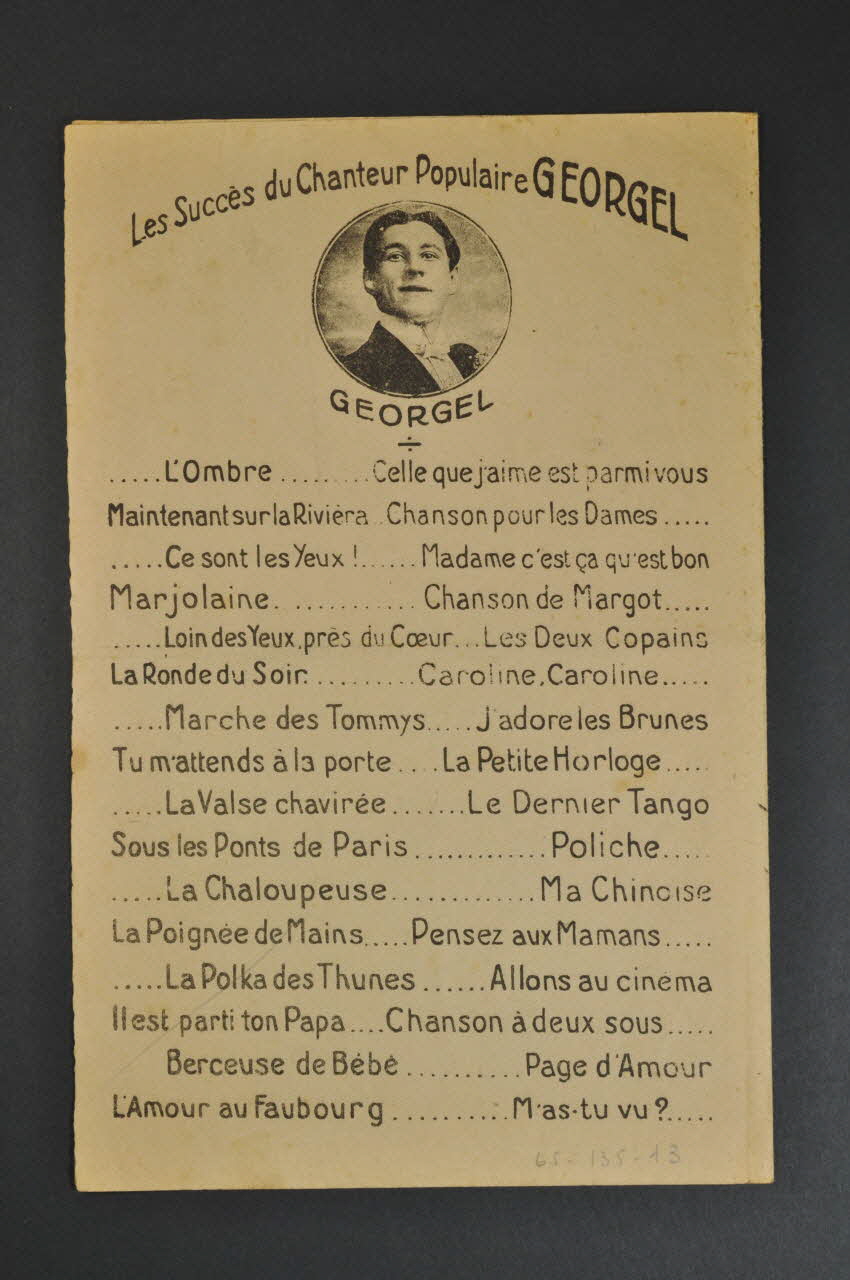 Les Succès du Chanteur Populaire GEORGEL
GEORGEL
.....L'Ombre .........Celle que j'aime est parmi vous
Maintenant sur la Rivièra ..Chanson pour les Dames .....
.....Ce sont les Yeux !......Madame c'est ça qu'est bon
Marjolaine. ...........Chanson de Margot.....
.....Loin des Yeux, près du Cœur...Les Deux Copains
La Ronde du Soir.........Caroline, Caroline.....
.....Marche des Tommys.....J'adore les Brunes
Tu m'attends à la porte ....La Petite Horloge.....
.....La Valse chavirée.......Le Dernier Tango
Sous les Ponts de Paris.............Poliche.....
.....La Chaloupeuse..............Ma Chinoise
La Poignée de Mains.....Pensez aux Mamans.....
.....La Polka des Thunes......Allons au cinéma
Il est parti ton Papa....Chanson à deux sous.....
Berceuse de Bébé ..........Page d'Amour
L'Amour au Faubourg ..........M'as-tu vu ?.....
65-135-13